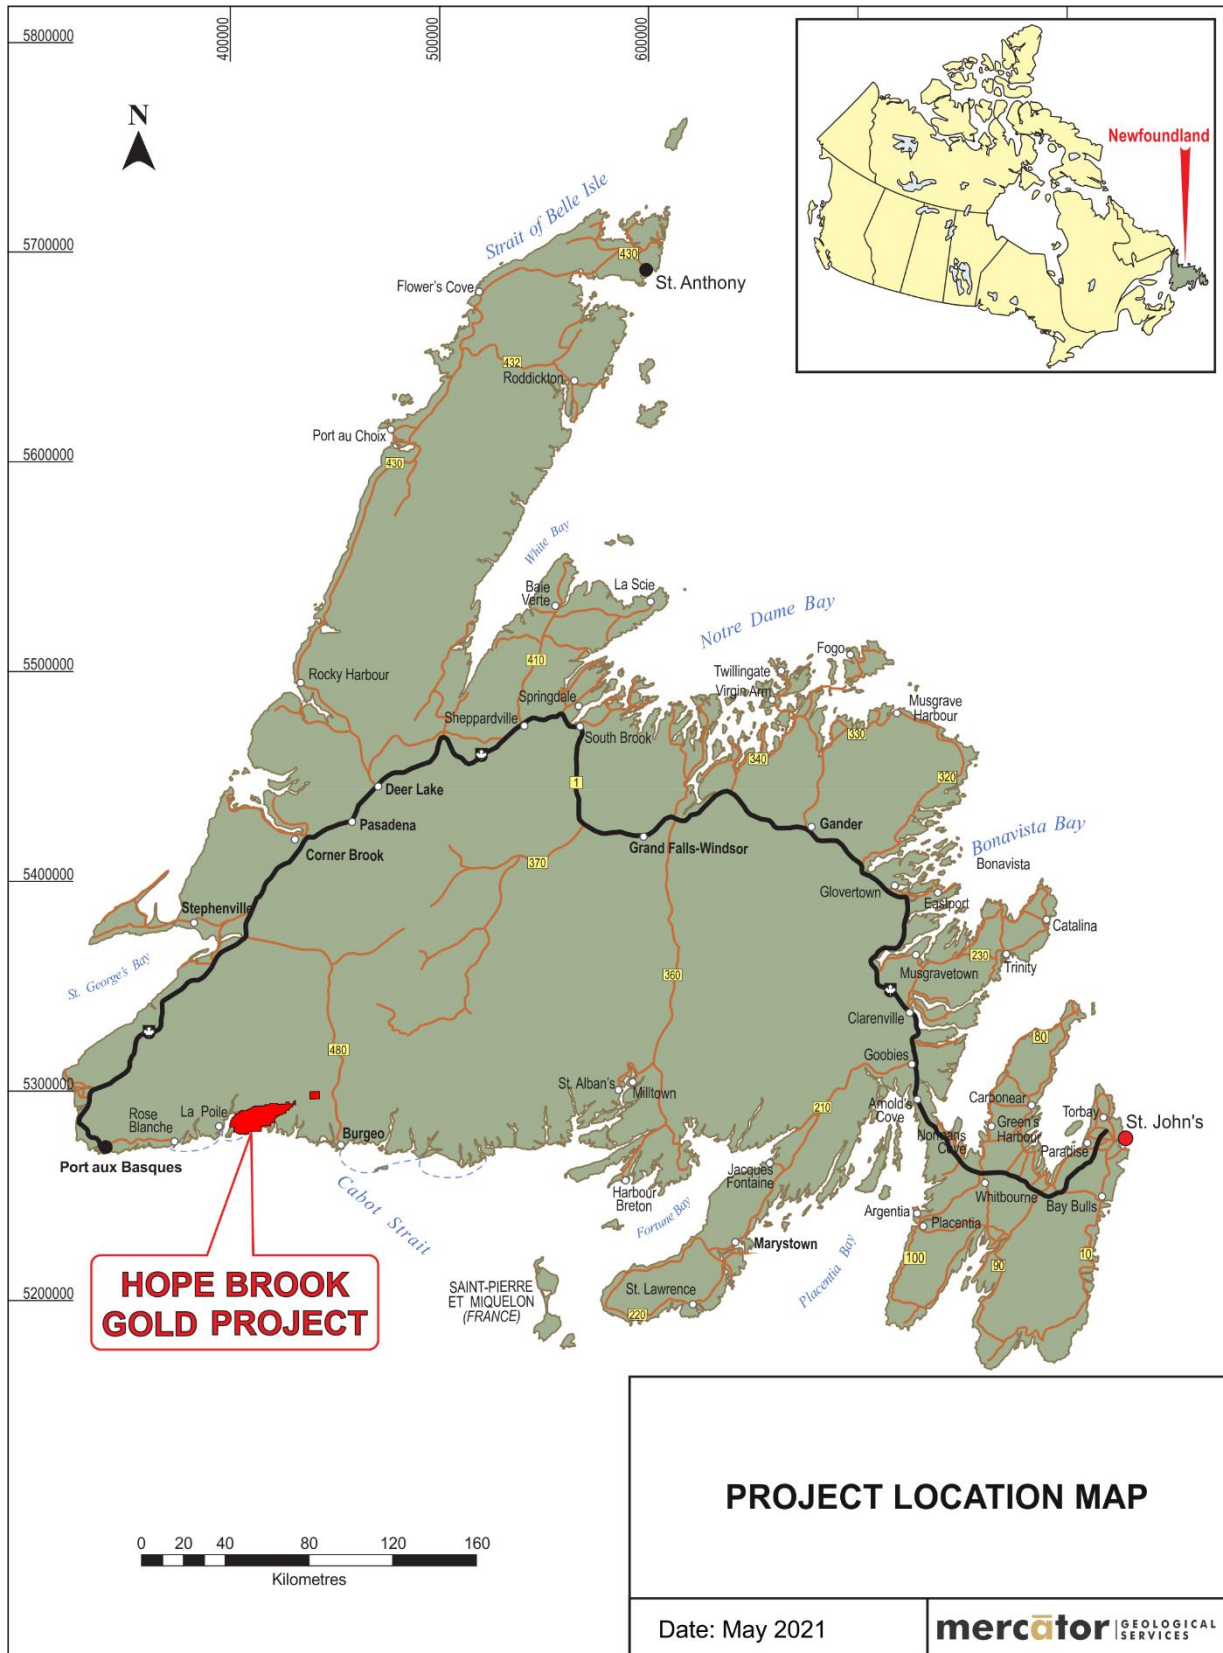 400000
500000
600000
5800000
5700000
5600000
5500000
5400000
5300000
5200000
N
Newfoundland
Strait of Belle Isle
430
St. Anthony
Flower's Cove
432
Roddickton
Port au Choix
430
White Bay
Baie
Verte
La Scie
Notre Dame Bay
410
Fogo
Twillingate
Virgin Arm
Rocky Harbour
Springdale
Musgrave
Harbour
Sheppardville
South Brook
330
340
320
1
Deer Lake
Pasadena
Gander
Corner Brook
Grand Falls-Windsor
Bonavista Bay
Bonavista
370
Glovertown
Eastport
Stephenville
Catalina
St. George's Bay
360
230
Musgravetown
Trinity
Clarenville
80
480
Goobies
St. Alban's
Milltown
210
Arnold's
Cove
Carbonear
Torbay
Rose
Blanche
La Poile
Green's
Harbour
St. John's
Burgeo
Normans
Cove
Paradise
Port aux Basques
Jacques
Fontaine
Whitbourne
Bay Bulls
Harbour
Breton
Cabot Strait
Fortune Bay
Argentia
Placentia
Marystown
Placentia Bay
100
90
10
HOPE BROOK
GOLD PROJECT
SAINT-PIERRE
ET MIQUELON
(FRANCE)
St. Lawrence
220
PROJECT LOCATION MAP
0 20 40 80 120 160
Kilometres
Date: May 2021
mercātor GEOLOGICAL
SERVICES